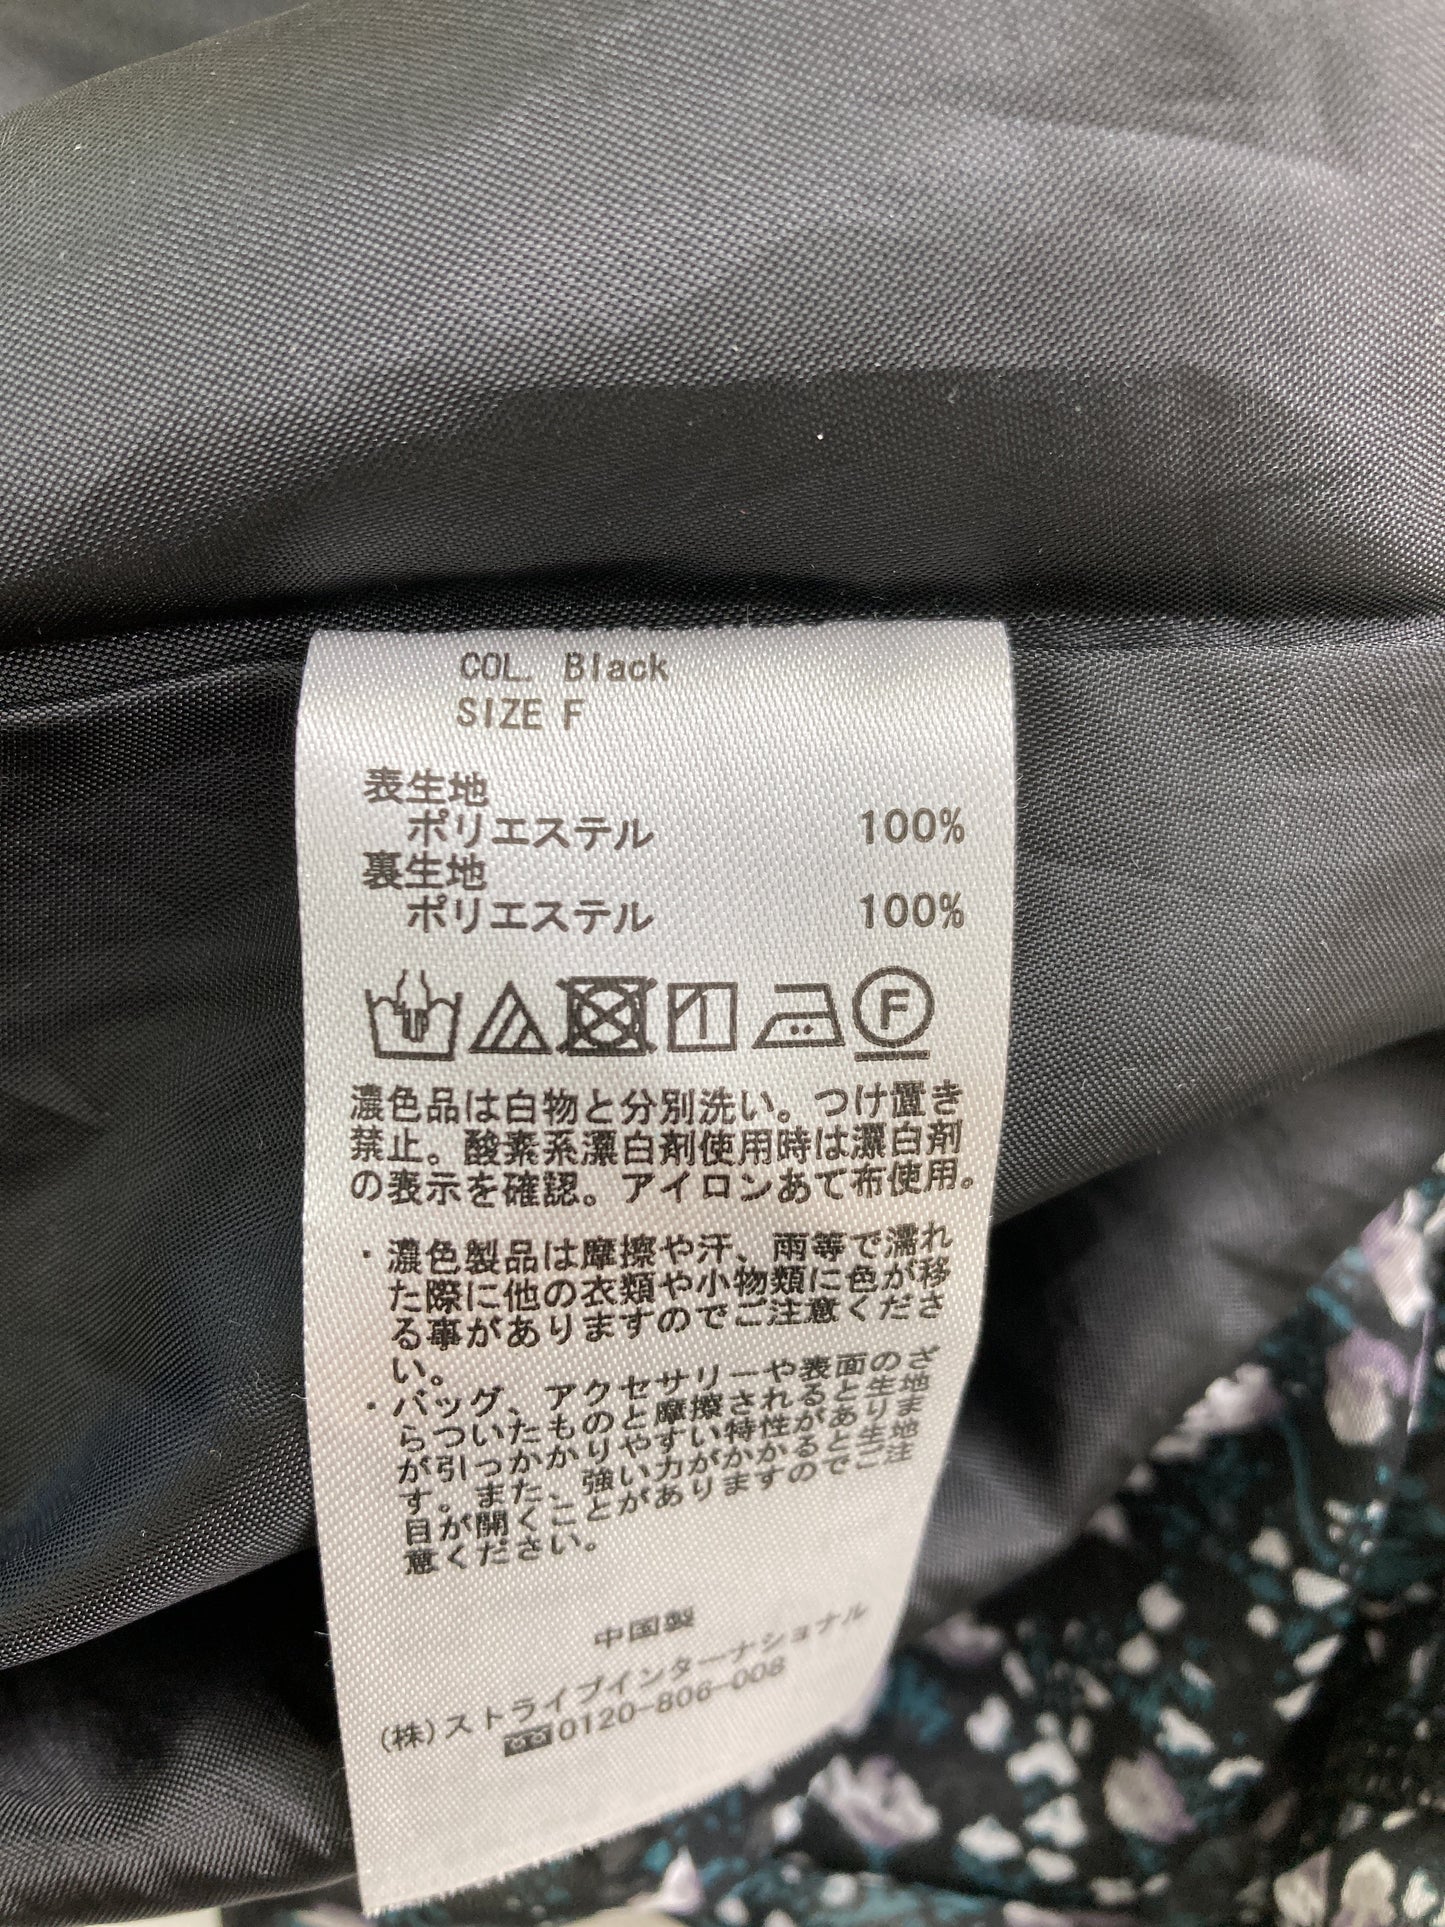 COL. Black
SIZE F
表生地
ポリエステル 100%
裏生地
ポリエステル 100%
F
濃色品は白物と分別洗い。つけ置き
禁止。酸素系漂白剤使用時は漂白剤
の表示を確認。アイロンあて布使用。
・濃色製品は摩擦や汗、雨等で濡れ
た際に他の衣類や小物類に色が移
る事がありますのでご注意くださ
い。
・バッグ、アクセサリーや表面のざ
らついたものと摩擦されると生地
が引っかかりやすい特性がありま
す。また、強い力がかかると生地
目が開くことがありますのでご注
意ください。
中国製
(株)ストライプインターナショナル
0120-806-008